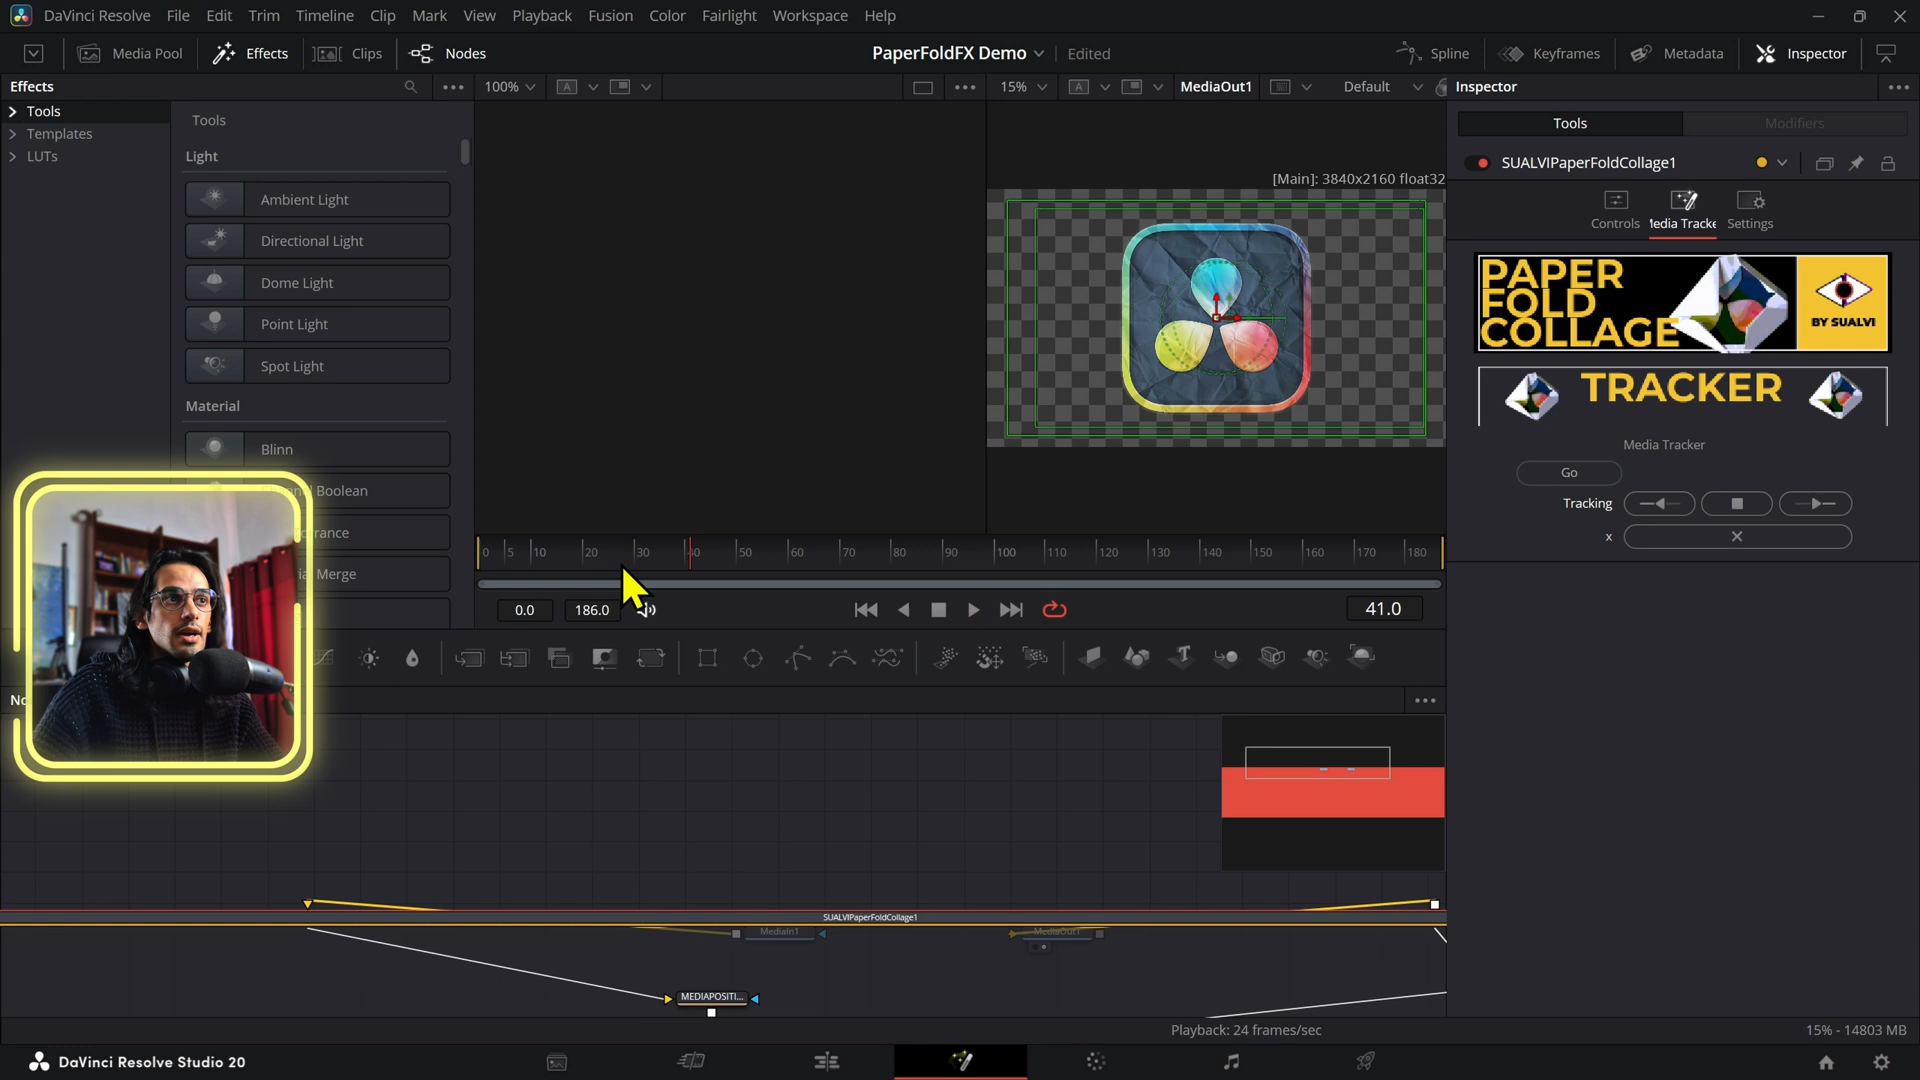 DaVinci Resolve File Edit Trim Timeline Clip Mark View Playback Fusion Color Fairlight Workspace Help
Media Pool Effects Clips Nodes PaperFoldFX Demo Edited Spline Keyframes Metadata Inspector
Effects 100% 15% MediaOut1 Default Inspector
Tools
Templates
LUTs
Tools
Light
Ambient Light
Directional Light
Dome Light
Point Light
Spot Light
Material
Blinn
Boolean
Merge
[Main]: 3840x2160 float32
Tools Modifiers
SUALVIPaperFoldCollage1
Controls Settings
PAPER
FOLD
COLLAGE
BY SUALVI
TRACKER
Media Tracker
Go
Tracking
x
0 5 10 20 30 40 50 60 70 80 90 100 110 120 130 140 150 160 170 180
0.0 186.0 41.0
SUALVIPaperFoldCollage1
MediaIn1 MediaOut1
MEDIAPOSITI...
Playback: 24 frames/sec 15% - 14803 MB
DaVinci Resolve Studio 20